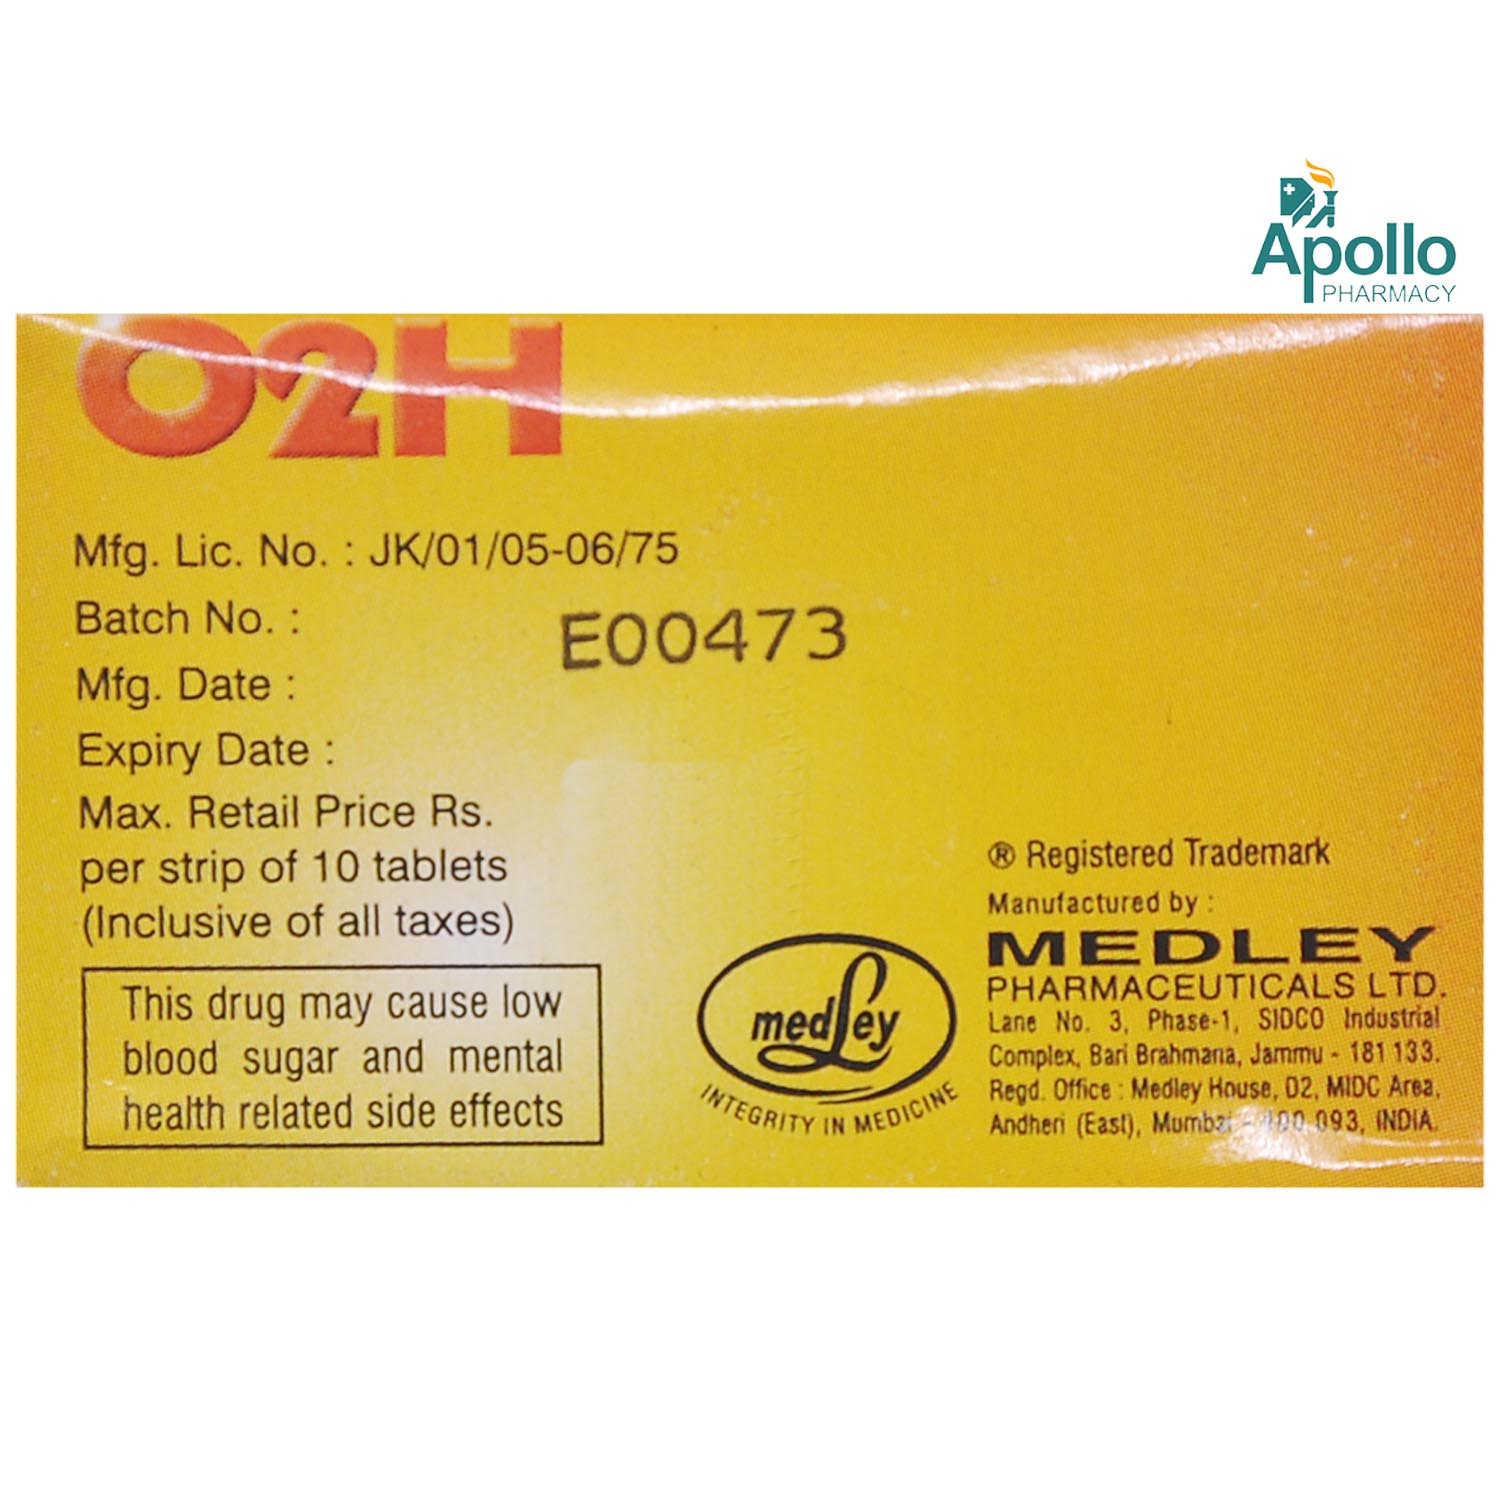 Apollo
PHARMACY
O2H
Mfg. Lic. No. : JK/01/05-06/75
Batch No. : E00473
Mfg. Date :
Expiry Date :
Max. Retail Price Rs.
per strip of 10 tablets
(Inclusive of all taxes)
This drug may cause low
blood sugar and mental
health related side effects
medley
INTEGRITY IN MEDICINE
® Registered Trademark
Manufactured by :
MEDLEY
PHARMACEUTICALS LTD.
Lane No. 3, Phase-1, SIDCO Industrial
Complex, Bari Brahmana, Jammu - 181 133.
Regd. Office : Medley House, D2, MIDC Area,
Andheri (East), Mumbai - 400 093, INDIA.